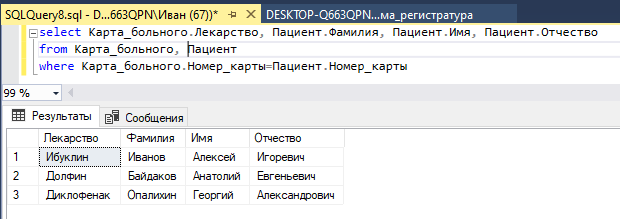 SQLQuery8.sql - D...663QPN\Иван (67))* DESKTOP-Q663QPN...ма_регистратура
select Карта_больного.Лекарство, Пациент.Фамилия, Пациент.Имя, Пациент.Отчество
from Карта_больного, Пациент
where Карта_больного.Номер_карты=Пациент.Номер_карты
99 %
Результаты Сообщения
Лекарство Фамилия Имя Отчество
1 Ибуклин Иванов Алексей Игоревич
2 Долфин Байдаков Анатолий Евгеньевич
3 Диклофенак Опалихин Георгий Александрович